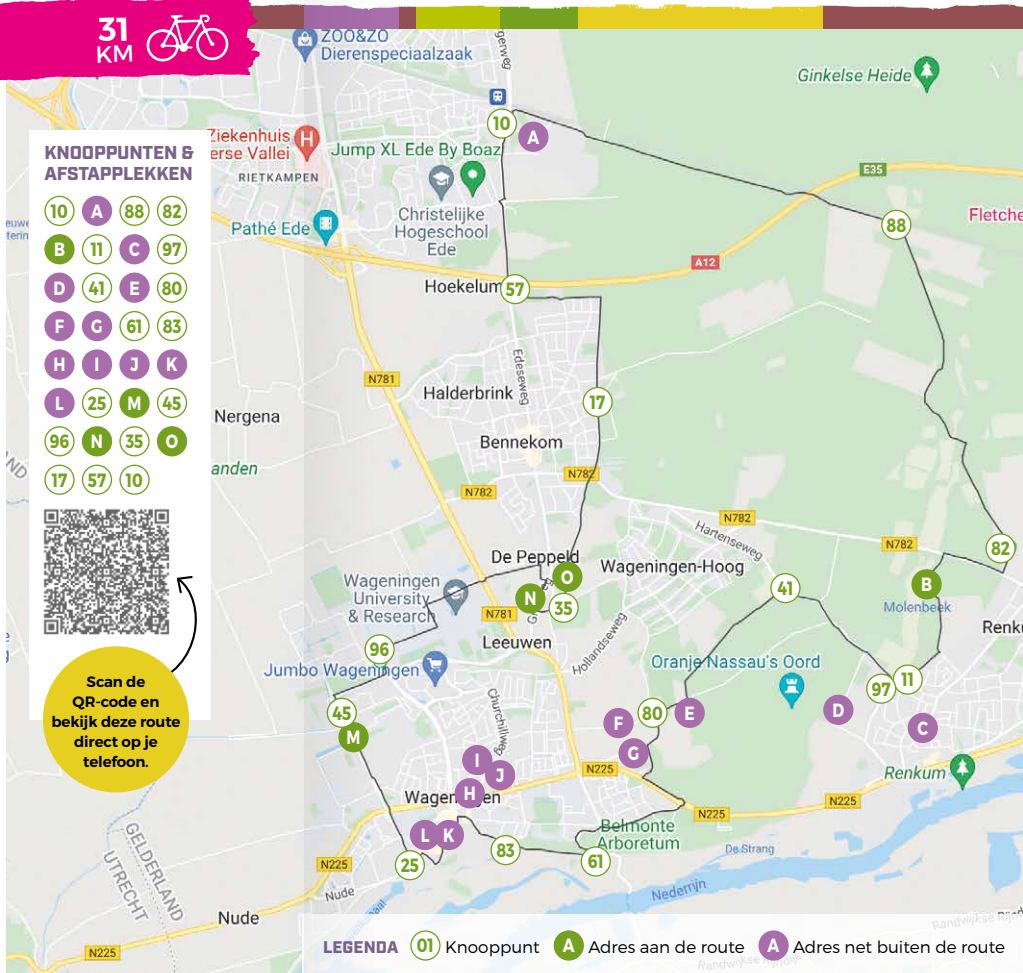 31
KM
KNOOPPUNTEN &
AFSTAPPLEKKEN
10 A 88 82
B 11 C 97
D 41 E 80
F G 61 83
H I J K
L 25 M 45
96 N 35 O
17 57 10
Scan de
QR-code en
bekijk deze route
direct op je
telefoon.
ZOO&ZO
Dierenspeciaalzaak
gerweg
Ginkelse Heide
10
A
Ziekenhuis
erse Vallei
H
Jump XL Ede By Boaz
RIETKAMPEN
E35
Christelijke
Hogeschool
Ede
Pathé Ede
88
Fletche
A12
Hoekelum
57
N781
Edeseweg
Halderbrink
17
Nergena
Bennekom
anden
N782
N782
N782
Hartenseweg
N782
82
De Peppeld
Wageningen-Hoog
O
B
Wageningen
University
& Research
N
35
41
Molenbeek
N781
Leeuwen
Hollandseweg
Renku
96
Jumbo Wageningen
Oranje Nassau's Oord
97
11
45
M
Churchillweg
F
80
E
D
C
G
I
J
N225
Renkum
H
Wageningen
N225
N225
L
K
Belmonte
Arboretum
83
61
De Strang
25
N225
Nude
GELDERLAND
UTRECHT
Nederrijn
Nude
N225
LEGENDA 01 Knooppunt A Adres aan de route A Adres net buiten de route
Randwijkse Rijndijk